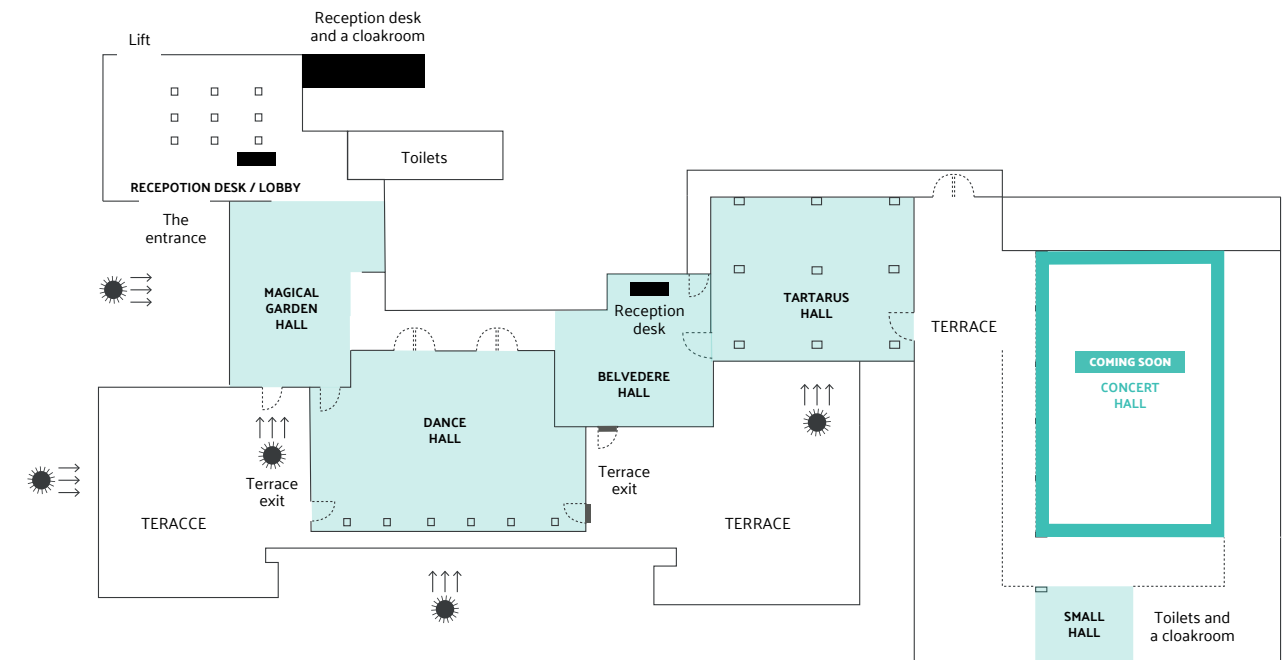 Reception desk
and a cloakroom
Lift
Toilets
RECEPOTION DESK / LOBBY
The
entrance
MAGICAL
GARDEN
HALL
Reception
desk
TARTARUS
HALL
TERRACE
COMING SOON
CONCERT
HALL
BELVEDERE
HALL
DANCE
HALL
Terrace
exit
Terrace
exit
TERACCE
TERRACE
SMALL
HALL
Toilets and
a cloakroom